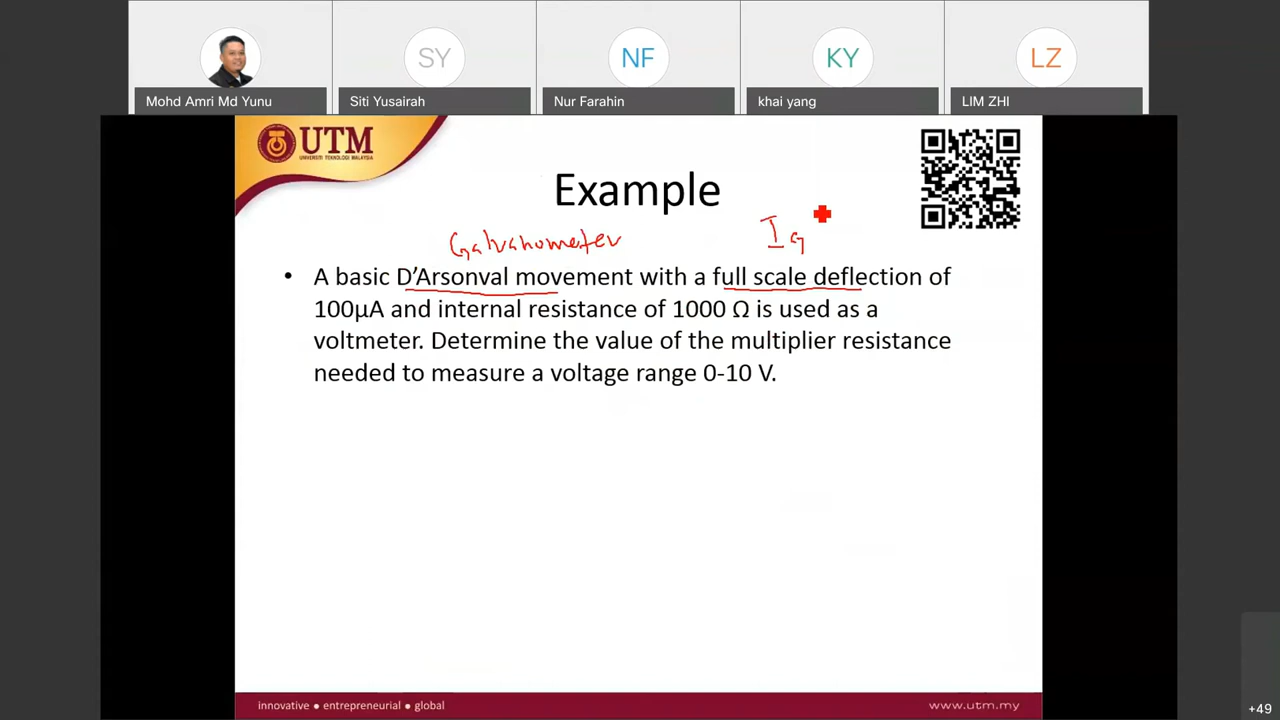 SY
NF
KY
LZ
Mohd Amri Md Yunu
Siti Yusairah
Nur Farahin
khai yang
LIM ZHI
UTM
UNIVERSITI TEKNOLOGI MALAYSIA
Example
Galvanometer
IG
• A basic D’Arsonval movement with a full scale deflection of
100µA and internal resistance of 1000 Ω is used as a
voltmeter. Determine the value of the multiplier resistance
needed to measure a voltage range 0-10 V.
innovative ● entrepreneurial ● global
www.utm.my
+49